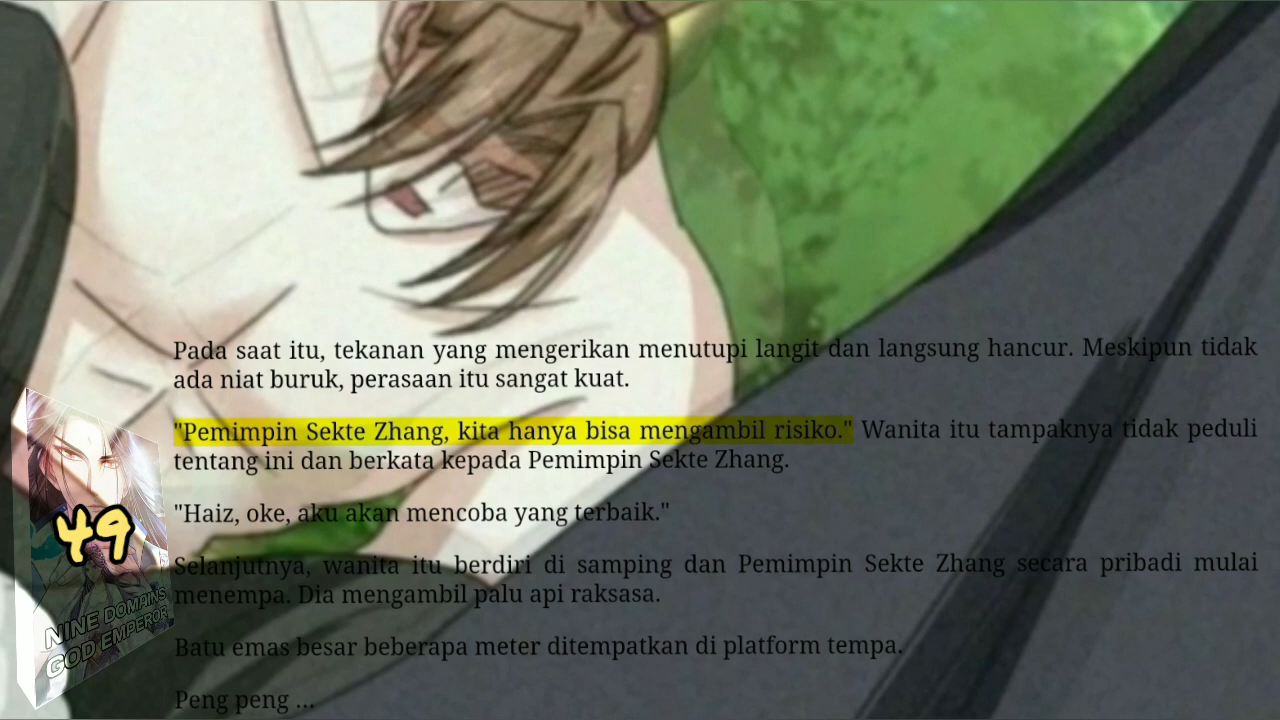 Pada saat itu, tekanan yang mengerikan menutupi langit dan langsung hancur. Meskipun tidak
ada niat buruk, perasaan itu sangat kuat.
"Pemimpin Sekte Zhang, kita hanya bisa mengambil risiko." Wanita itu tampaknya tidak peduli
tentang ini dan berkata kepada Pemimpin Sekte Zhang.
"Haiz, oke, aku akan mencoba yang terbaik."
Selanjutnya, wanita itu berdiri di samping dan Pemimpin Sekte Zhang secara pribadi mulai
menempa. Dia mengambil palu api raksasa.
Batu emas besar beberapa meter ditempatkan di platform tempa.
Peng peng ...
49
NINE DOMAINS
GOD EMPEROR